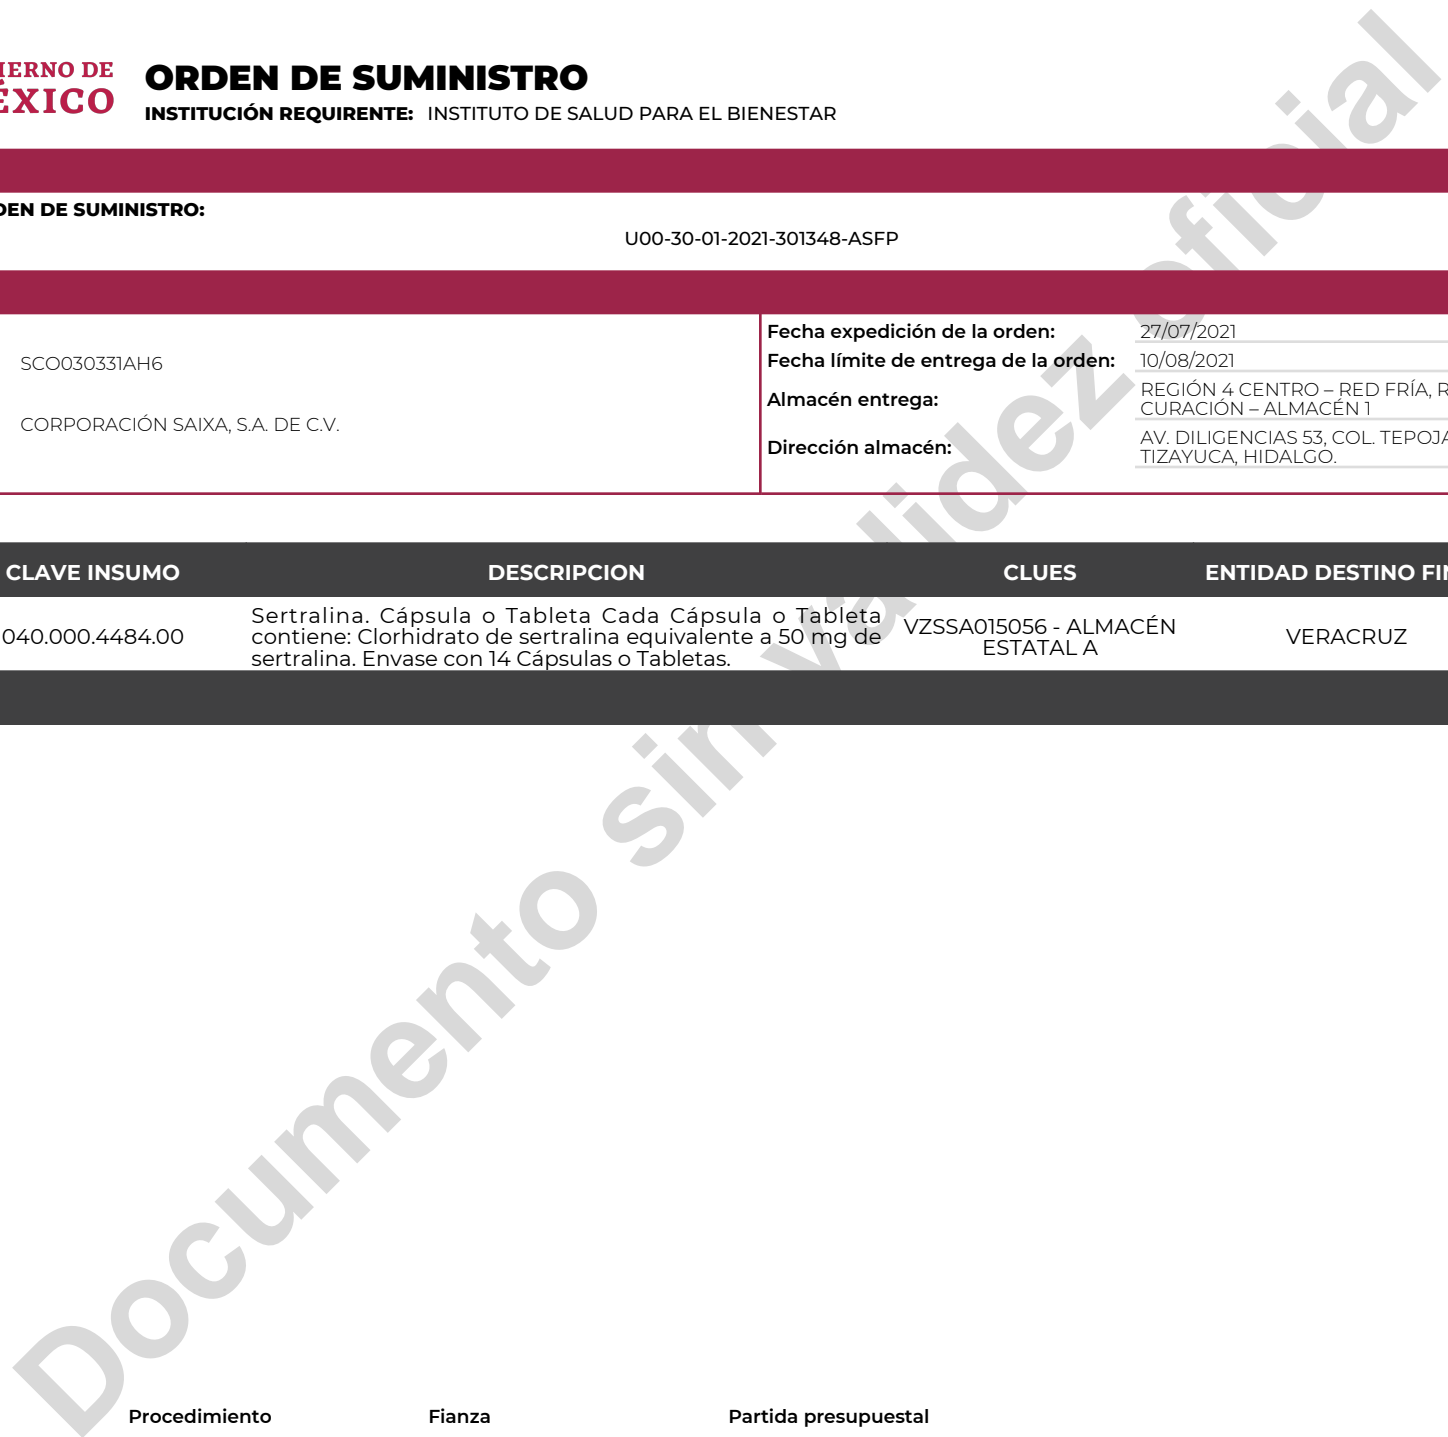 IERNO DE
ÉXICO
ORDEN DE SUMINISTRO
INSTITUCIÓN REQUIRENTE: INSTITUTO DE SALUD PARA EL BIENESTAR
DEN DE SUMINISTRO:
U00-30-01-2021-301348-ASFP
SCO030331AH6
CORPORACIÓN SAIXA, S.A. DE C.V.
Fecha expedición de la orden: 27/07/2021
Fecha límite de entrega de la orden: 10/08/2021
Almacén entrega: REGIÓN 4 CENTRO – RED FRÍA, R
CURACIÓN – ALMACÉN 1
Dirección almacén: AV. DILIGENCIAS 53, COL. TEPOJA
TIZAYUCA, HIDALGO.
CLAVE INSUMO DESCRIPCION CLUES ENTIDAD DESTINO FIN
040.000.4484.00
Sertralina. Cápsula o Tableta Cada Cápsula o Tableta
contiene: Clorhidrato de sertralina equivalente a 50 mg de
sertralina. Envase con 14 Cápsulas o Tabletas.
VZSSA015056 - ALMACÉN
ESTATAL A
VERACRUZ
Documento sin validez oficial
Procedimiento Fianza Partida presupuestal